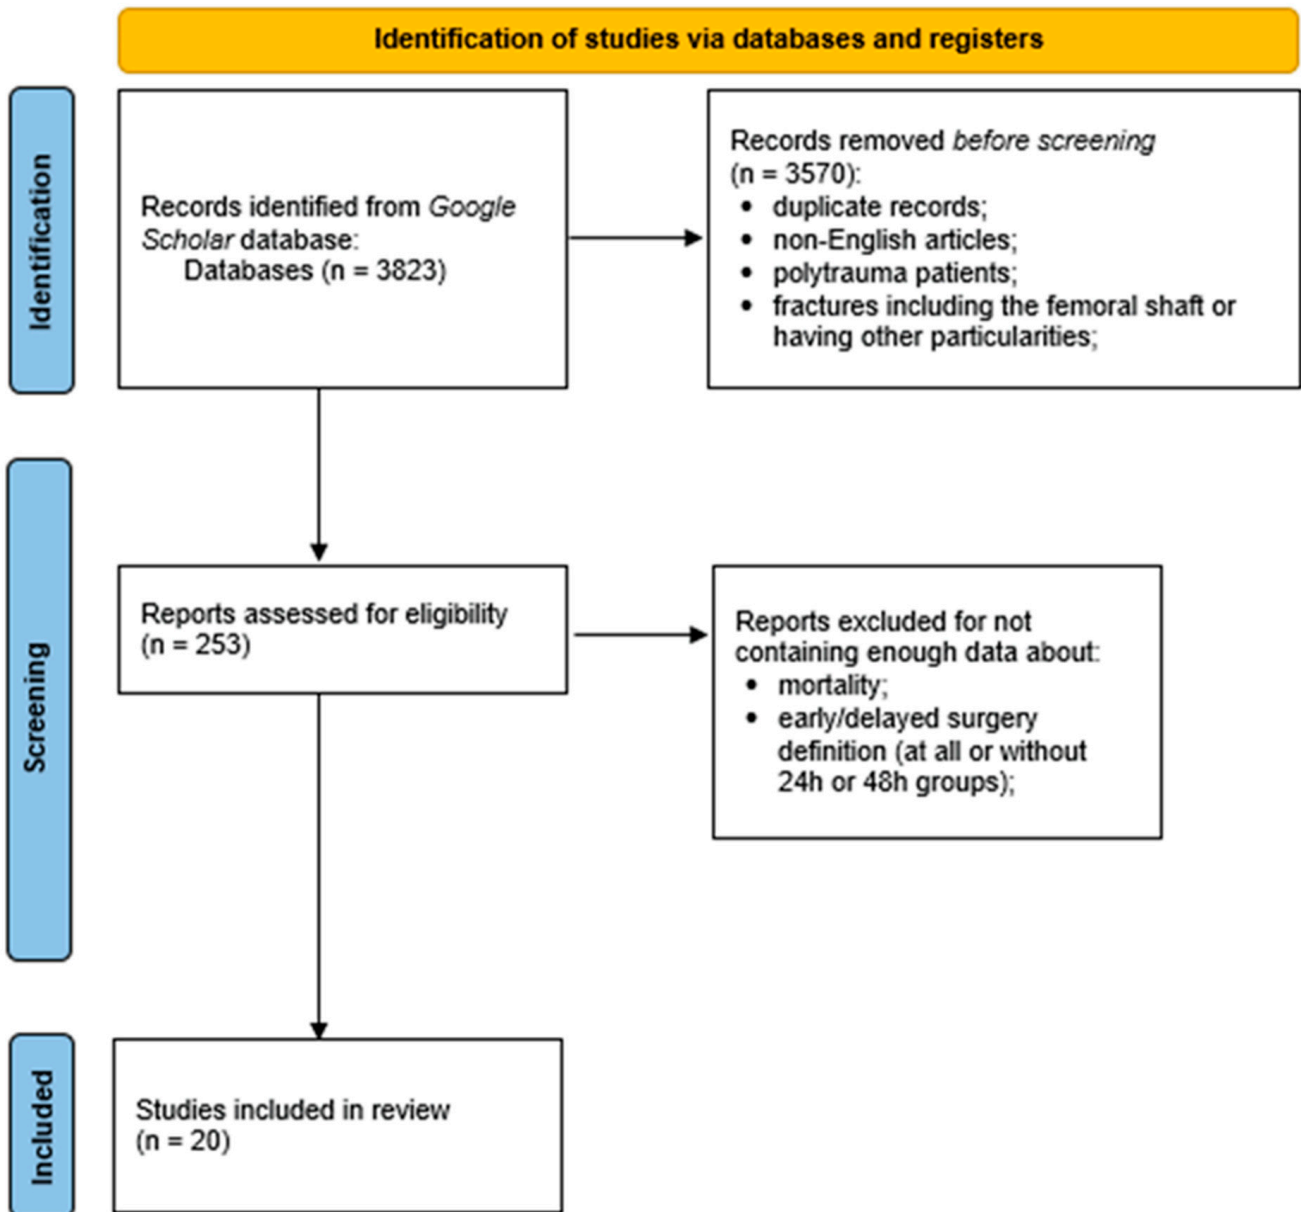 Identification of studies via databases and registers
Identification
Records identified from Google
Scholar database:
Databases (n = 3823)
Records removed before screening
(n = 3570):
• duplicate records;
• non-English articles;
• polytrauma patients;
• fractures including the femoral shaft or
having other particularities;
Screening
Reports assessed for eligibility
(n = 253)
Reports excluded for not
containing enough data about:
• mortality;
• early/delayed surgery
definition (at all or without
24h or 48h groups);
Included
Studies included in review
(n = 20)